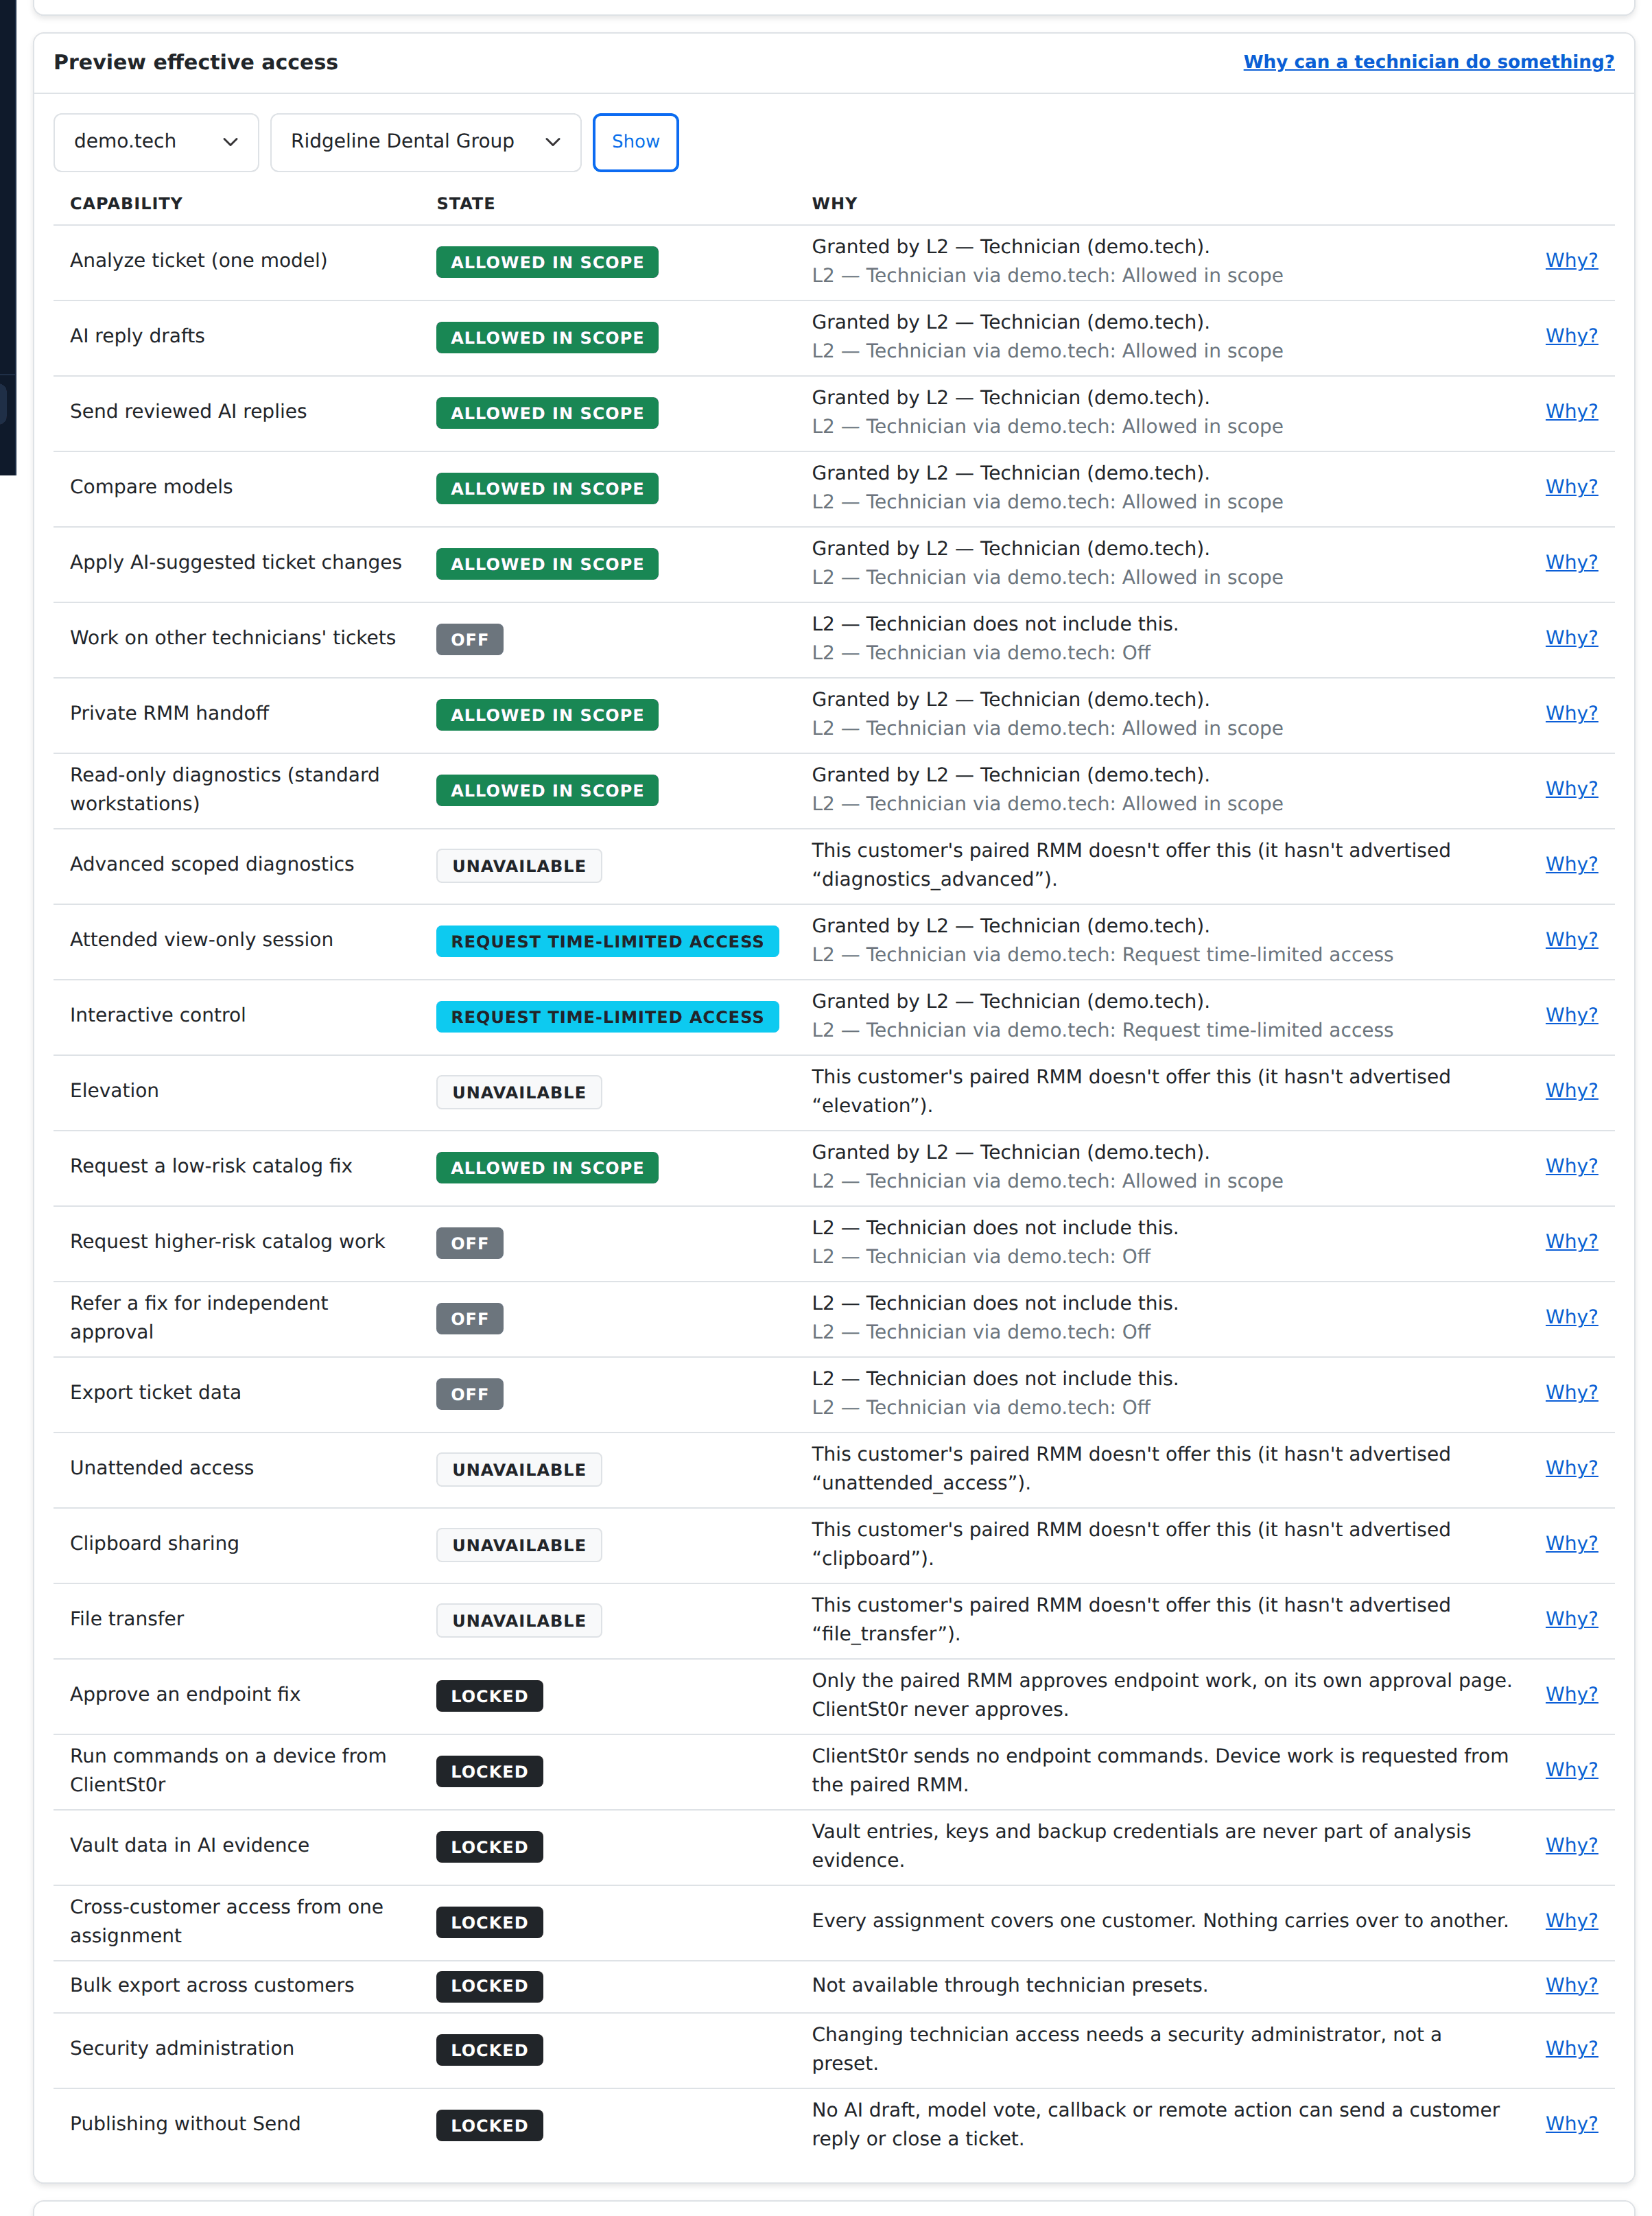 Preview effective access
Why can a technician do something?
demo.tech
Ridgeline Dental Group
Show
CAPABILITY
STATE
WHY
Analyze ticket (one model)
ALLOWED IN SCOPE
Granted by L2 — Technician (demo.tech).
L2 — Technician via demo.tech: Allowed in scope
Why?
AI reply drafts
ALLOWED IN SCOPE
Granted by L2 — Technician (demo.tech).
L2 — Technician via demo.tech: Allowed in scope
Why?
Send reviewed AI replies
ALLOWED IN SCOPE
Granted by L2 — Technician (demo.tech).
L2 — Technician via demo.tech: Allowed in scope
Why?
Compare models
ALLOWED IN SCOPE
Granted by L2 — Technician (demo.tech).
L2 — Technician via demo.tech: Allowed in scope
Why?
Apply AI-suggested ticket changes
ALLOWED IN SCOPE
Granted by L2 — Technician (demo.tech).
L2 — Technician via demo.tech: Allowed in scope
Why?
Work on other technicians' tickets
OFF
L2 — Technician does not include this.
L2 — Technician via demo.tech: Off
Why?
Private RMM handoff
ALLOWED IN SCOPE
Granted by L2 — Technician (demo.tech).
L2 — Technician via demo.tech: Allowed in scope
Why?
Read-only diagnostics (standard
workstations)
ALLOWED IN SCOPE
Granted by L2 — Technician (demo.tech).
L2 — Technician via demo.tech: Allowed in scope
Why?
Advanced scoped diagnostics
UNAVAILABLE
This customer's paired RMM doesn't offer this (it hasn't advertised
“diagnostics_advanced”).
Why?
Attended view-only session
REQUEST TIME-LIMITED ACCESS
Granted by L2 — Technician (demo.tech).
L2 — Technician via demo.tech: Request time-limited access
Why?
Interactive control
REQUEST TIME-LIMITED ACCESS
Granted by L2 — Technician (demo.tech).
L2 — Technician via demo.tech: Request time-limited access
Why?
Elevation
UNAVAILABLE
This customer's paired RMM doesn't offer this (it hasn't advertised
“elevation”).
Why?
Request a low-risk catalog fix
ALLOWED IN SCOPE
Granted by L2 — Technician (demo.tech).
L2 — Technician via demo.tech: Allowed in scope
Why?
Request higher-risk catalog work
OFF
L2 — Technician does not include this.
L2 — Technician via demo.tech: Off
Why?
Refer a fix for independent
approval
OFF
L2 — Technician does not include this.
L2 — Technician via demo.tech: Off
Why?
Export ticket data
OFF
L2 — Technician does not include this.
L2 — Technician via demo.tech: Off
Why?
Unattended access
UNAVAILABLE
This customer's paired RMM doesn't offer this (it hasn't advertised
“unattended_access”).
Why?
Clipboard sharing
UNAVAILABLE
This customer's paired RMM doesn't offer this (it hasn't advertised
“clipboard”).
Why?
File transfer
UNAVAILABLE
This customer's paired RMM doesn't offer this (it hasn't advertised
“file_transfer”).
Why?
Approve an endpoint fix
LOCKED
Only the paired RMM approves endpoint work, on its own approval page.
ClientSt0r never approves.
Why?
Run commands on a device from
ClientSt0r
LOCKED
ClientSt0r sends no endpoint commands. Device work is requested from
the paired RMM.
Why?
Vault data in AI evidence
LOCKED
Vault entries, keys and backup credentials are never part of analysis
evidence.
Why?
Cross-customer access from one
assignment
LOCKED
Every assignment covers one customer. Nothing carries over to another.
Why?
Bulk export across customers
LOCKED
Not available through technician presets.
Why?
Security administration
LOCKED
Changing technician access needs a security administrator, not a
preset.
Why?
Publishing without Send
LOCKED
No AI draft, model vote, callback or remote action can send a customer
reply or close a ticket.
Why?